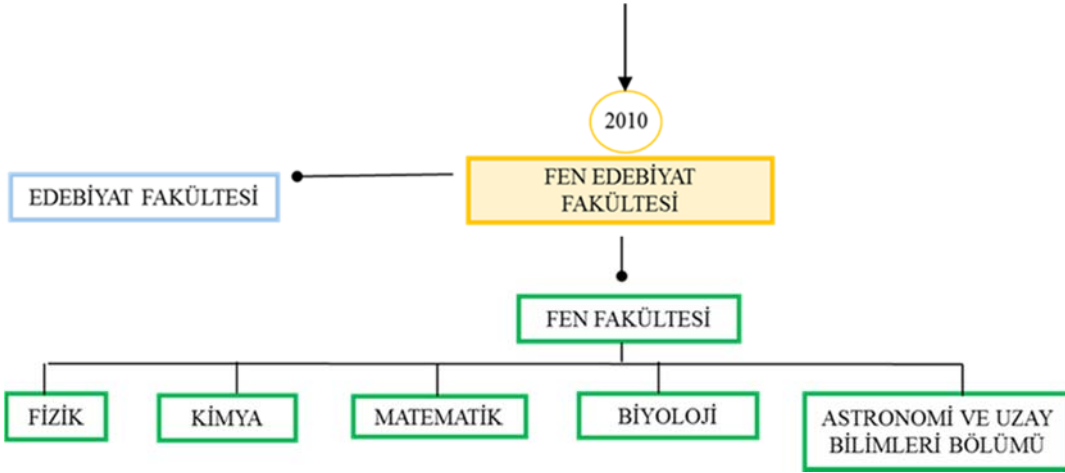 2010
FEN EDEBİYAT
FAKÜLTESİ
EDEBİYAT FAKÜLTESİ
FEN FAKÜLTESİ
FİZİK
KİMYA
MATEMATİK
BİYOLOJİ
ASTRONOMİ VE UZAY
BİLİMLERİ BÖLÜMÜ